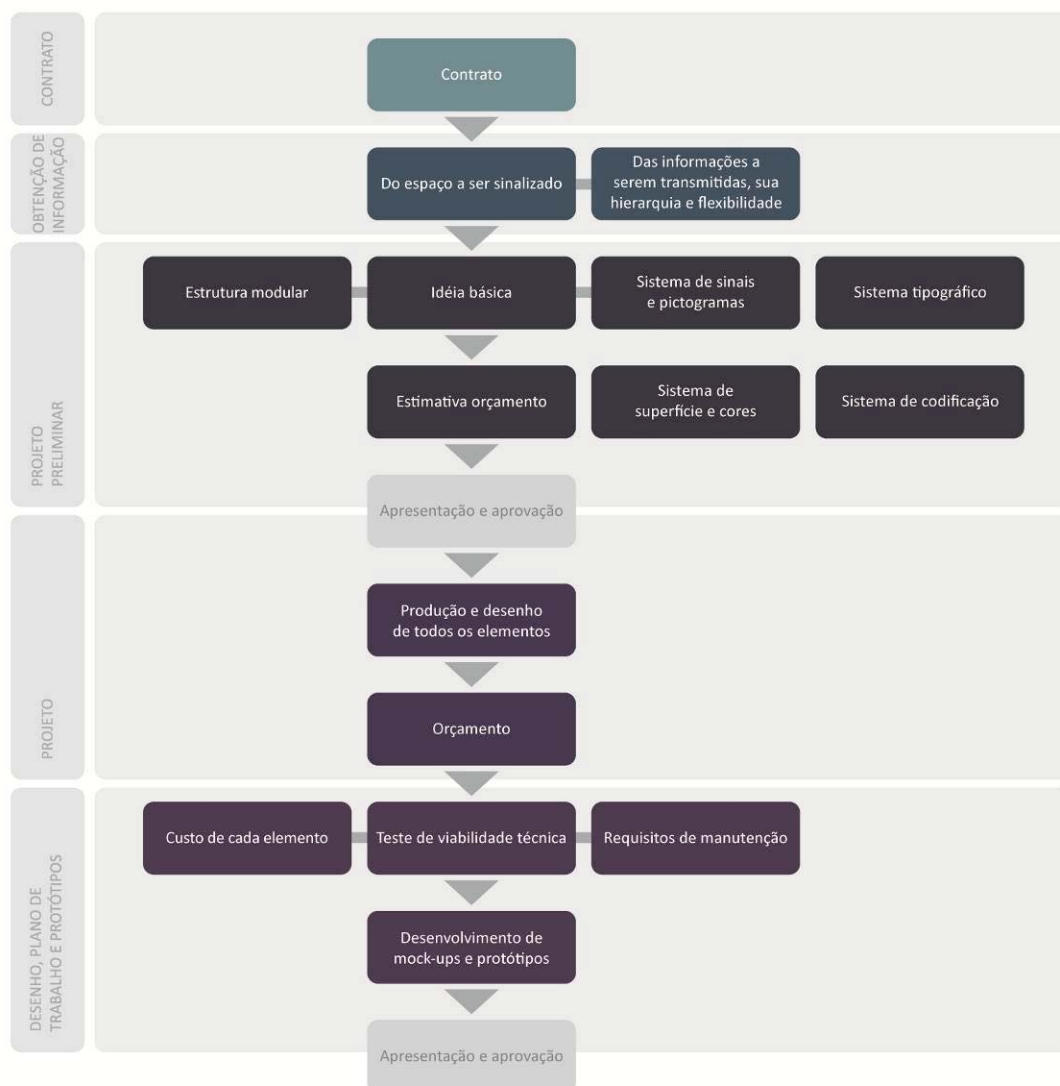 CONTRATO
Contrato
OBTENÇÃO DE
INFORMAÇÃO
Do espaço a ser sinalizado
Das informações a
serem transmitidas, sua
hierarquia e flexibilidade
PROJETO
PRELIMINAR
Estrutura modular
Idéia básica
Sistema de sinais
e pictogramas
Sistema tipográfico
Estimativa orçamento
Sistema de
superfície e cores
Sistema de codificação
Apresentação e aprovação
PROJETO
Produção e desenho
de todos os elementos
Orçamento
DESENHO, PLANO DE
TRABALHO E PROTÓTIPOS
Custo de cada elemento
Teste de viabilidade técnica
Requisitos de manutenção
Desenvolvimento de
mock-ups e protótipos
Apresentação e aprovação